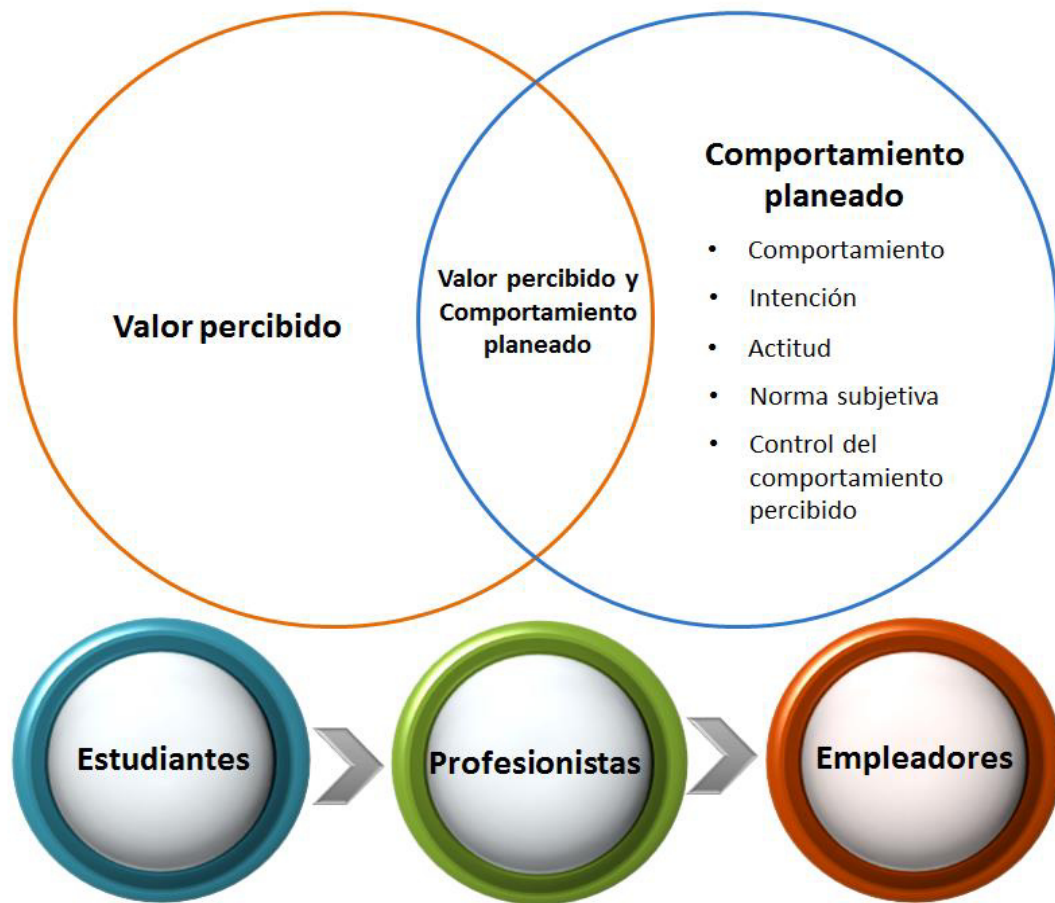 Valor percibido
Valor percibido y
Comportamiento
planeado
Comportamiento
planeado
• Comportamiento
• Intención
• Actitud
• Norma subjetiva
• Control del
comportamiento
percibido
Estudiantes
Profesionistas
Empleadores